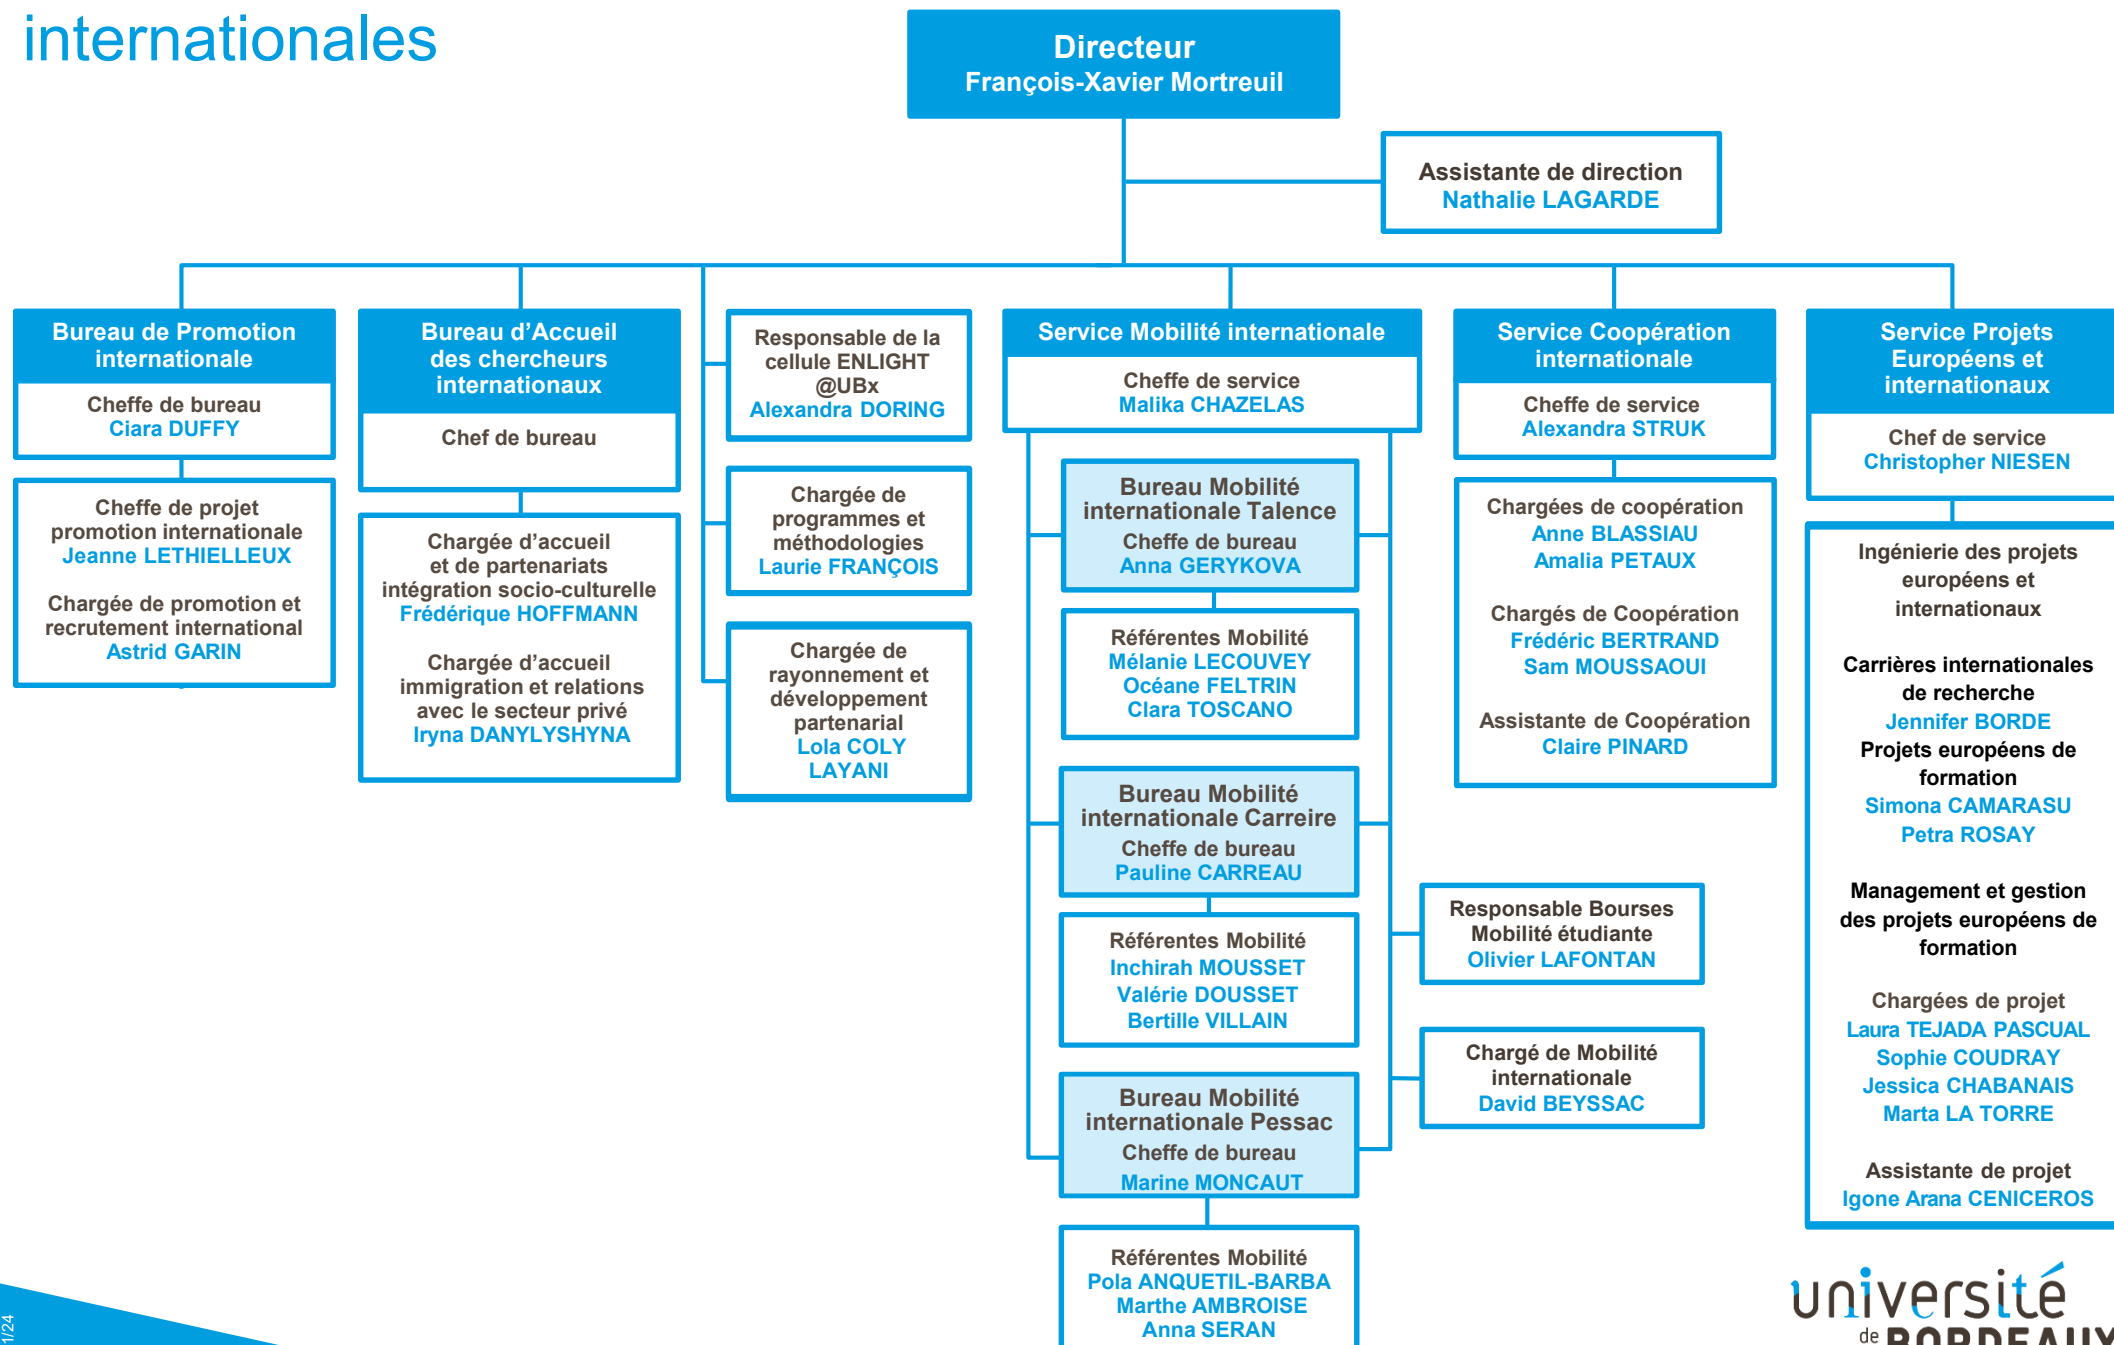 internationales
Directeur
François-Xavier Mortreuil
Assistante de direction
Nathalie LAGARDE
Bureau de Promotion
internationale
Cheffe de bureau
Ciara DUFFY
Cheffe de projet
promotion internationale
Jeanne LETHIELLEUX
Chargée de promotion et
recrutement international
Astrid GARIN
Bureau d’Accueil
des chercheurs
internationaux
Chef de bureau
Chargée d’accueil
et de partenariats
intégration socio-culturelle
Frédérique HOFFMANN
Chargée d’accueil
immigration et relations
avec le secteur privé
Iryna DANYLYSHYNA
Responsable de la
cellule ENLIGHT
@UBx
Alexandra DORING
Chargée de
programmes et
méthodologies
Laurie FRANÇOIS
Chargée de
rayonnement et
développement
partenarial
Lola COLY
LAYANI
Service Mobilité internationale
Cheffe de service
Malika CHAZELAS
Bureau Mobilité
internationale Talence
Cheffe de bureau
Anna GERYKOVA
Référentes Mobilité
Mélanie LECOUVEY
Océane FELTRIN
Clara TOSCANO
Bureau Mobilité
internationale Carreire
Cheffe de bureau
Pauline CARREAU
Référentes Mobilité
Inchirah MOUSSET
Valérie DOUSSET
Bertille VILLAIN
Bureau Mobilité
internationale Pessac
Cheffe de bureau
Marine MONCAUT
Référentes Mobilité
Pola ANQUETIL-BARBA
Marthe AMBROISE
Anna SERAN
Responsable Bourses
Mobilité étudiante
Olivier LAFONTAN
Chargé de Mobilité
internationale
David BEYSSAC
Service Coopération
internationale
Cheffe de service
Alexandra STRUK
Chargées de coopération
Anne BLASSIAU
Amalia PETAUX
Chargés de Coopération
Frédéric BERTRAND
Sam MOUSSAOUI
Assistante de Coopération
Claire PINARD
Service Projets
Européens et
internationaux
Chef de service
Christopher NIESEN
Ingénierie des projets
européens et
internationaux
Carrières internationales
de recherche
Jennifer BORDE
Projets européens de
formation
Simona CAMARASU
Petra ROSAY
Management et gestion
des projets européens de
formation
Chargées de projet
Laura TEJADA PASCUAL
Sophie COUDRAY
Jessica CHABANAIS
Marta LA TORRE
Assistante de projet
Igone Arana CENICEROS
1/24
université
de BORDEAUX